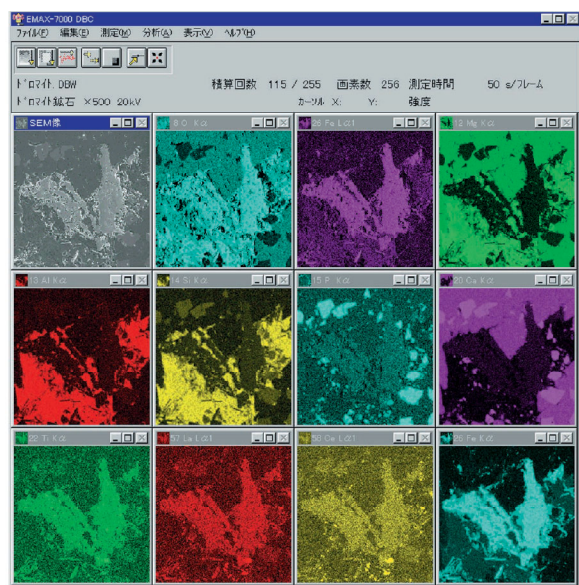 EMAX-7000 DBC
ファイル(F) 編集(E) 測定(M) 分析(A) 表示(V) ヘルプ(H)
ドロマイト DBW 積算回数 115 / 255 画素数 256 測定時間 50 s/フレーム
ドロマイト鉱石 ×500 20kV カーソル X: Y: 強度
SEM像
8 O Kα
26 Fe Lα1
12 Mg Kα
13 Al Kα
14 Si Kα
15 P Kα
20 Ca Kα
22 Ti Kα
57 La Lα1
58 Ce Lα1
26 Fe Kα